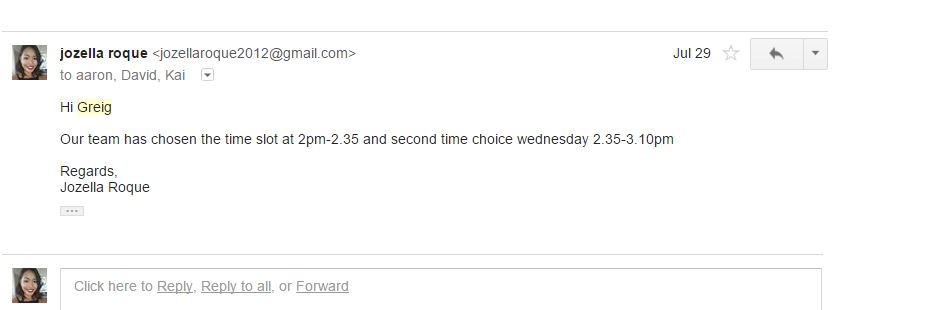 jozella roque <jozellaroque2012@gmail.com> Jul 29
to aaron, David, Kai
Hi Greig
Our team has chosen the time slot at 2pm-2.35 and second time choice wednesday 2.35-3.10pm
Regards,
Jozella Roque
Click here to Reply, Reply to all, or Forward